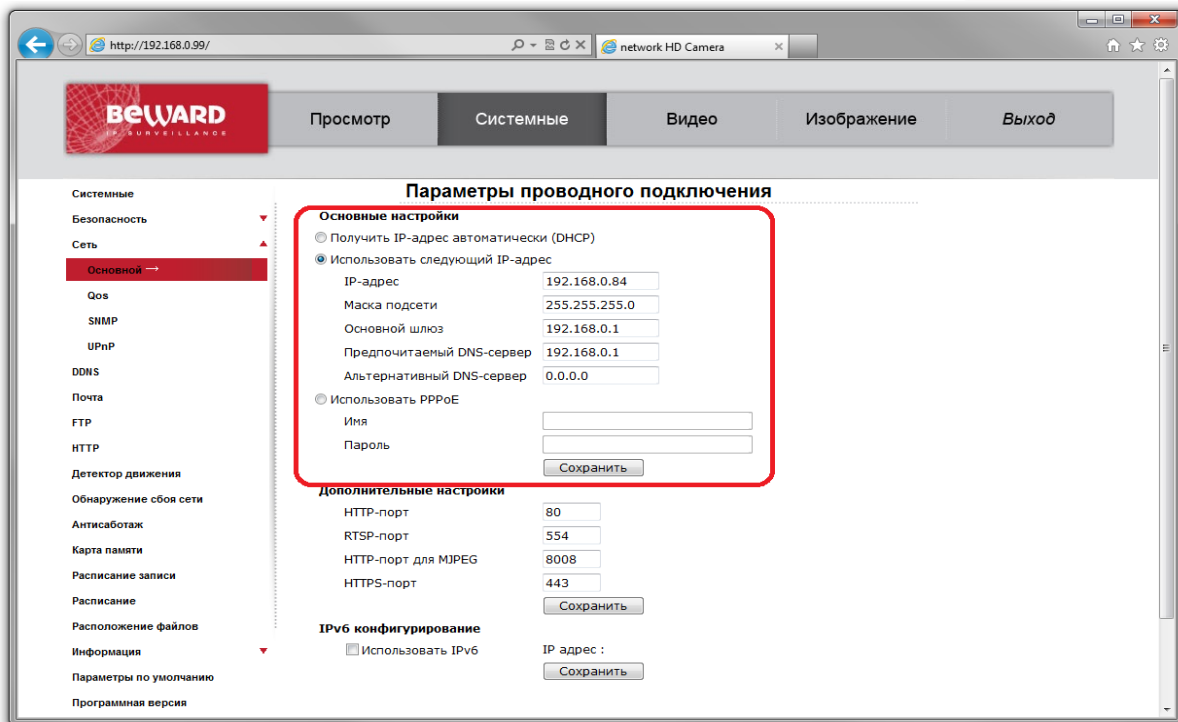 http://192.168.0.99/
network HD Camera
BEWARD
IP SURVEILLANCE
Просмотр
Системные
Видео
Изображение
Выход
Системные
Безопасность
Сеть
Основной →
Qos
SNMP
UPnP
DDNS
Почта
FTP
HTTP
Детектор движения
Обнаружение сбоя сети
Антисаботаж
Карта памяти
Расписание записи
Расписание
Расположение файлов
Информация
Параметры по умолчанию
Программная версия
Параметры проводного подключения
Основные настройки
Получить IP-адрес автоматически (DHCP)
Использовать следующий IP-адрес
IP-адрес 192.168.0.84
Маска подсети 255.255.255.0
Основной шлюз 192.168.0.1
Предпочитаемый DNS-сервер 192.168.0.1
Альтернативный DNS-сервер 0.0.0.0
Использовать PPPoE
Имя
Пароль
Сохранить
Дополнительные настройки
HTTP-порт 80
RTSP-порт 554
HTTP-порт для MJPEG 8008
HTTPS-порт 443
Сохранить
IPv6 конфигурирование
Использовать IPv6 IP адрес :
Сохранить